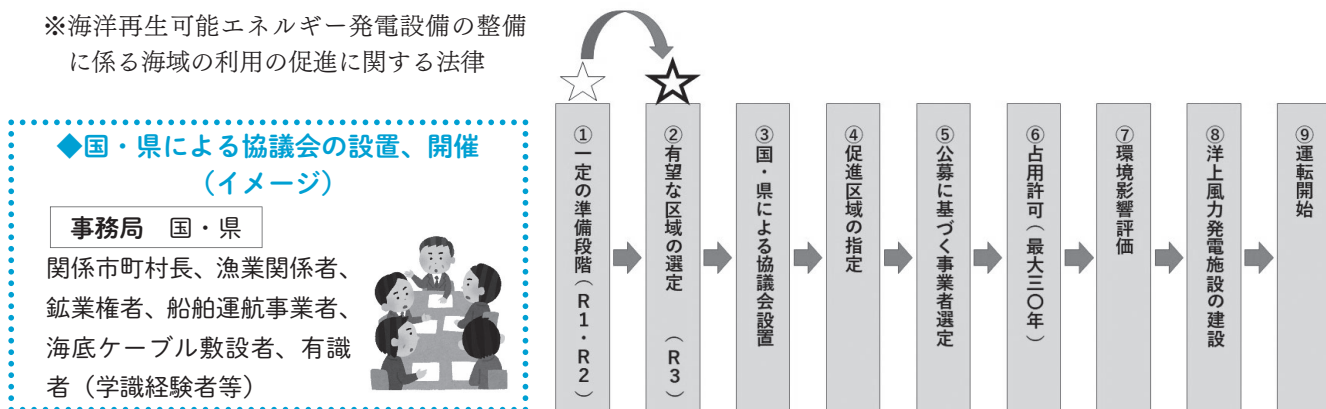 ※海洋再生可能エネルギー発電設備の整備
に係る海域の利用の促進に関する法律
◆国・県による協議会の設置、開催
（イメージ）
事務局　国・県
関係市町村長、漁業関係者、
鉱業権者、船舶運航事業者、
海底ケーブル敷設者、有識
者（学識経験者等）
①一定の準備段階（R1・R2）
②有望な区域の選定　（R3）
③国・県による協議会設置
④促進区域の指定
⑤公募に基づく事業者選定
⑥占用許可（最大三〇年）
⑦環境影響評価
⑧洋上風力発電施設の建設
⑨運転開始